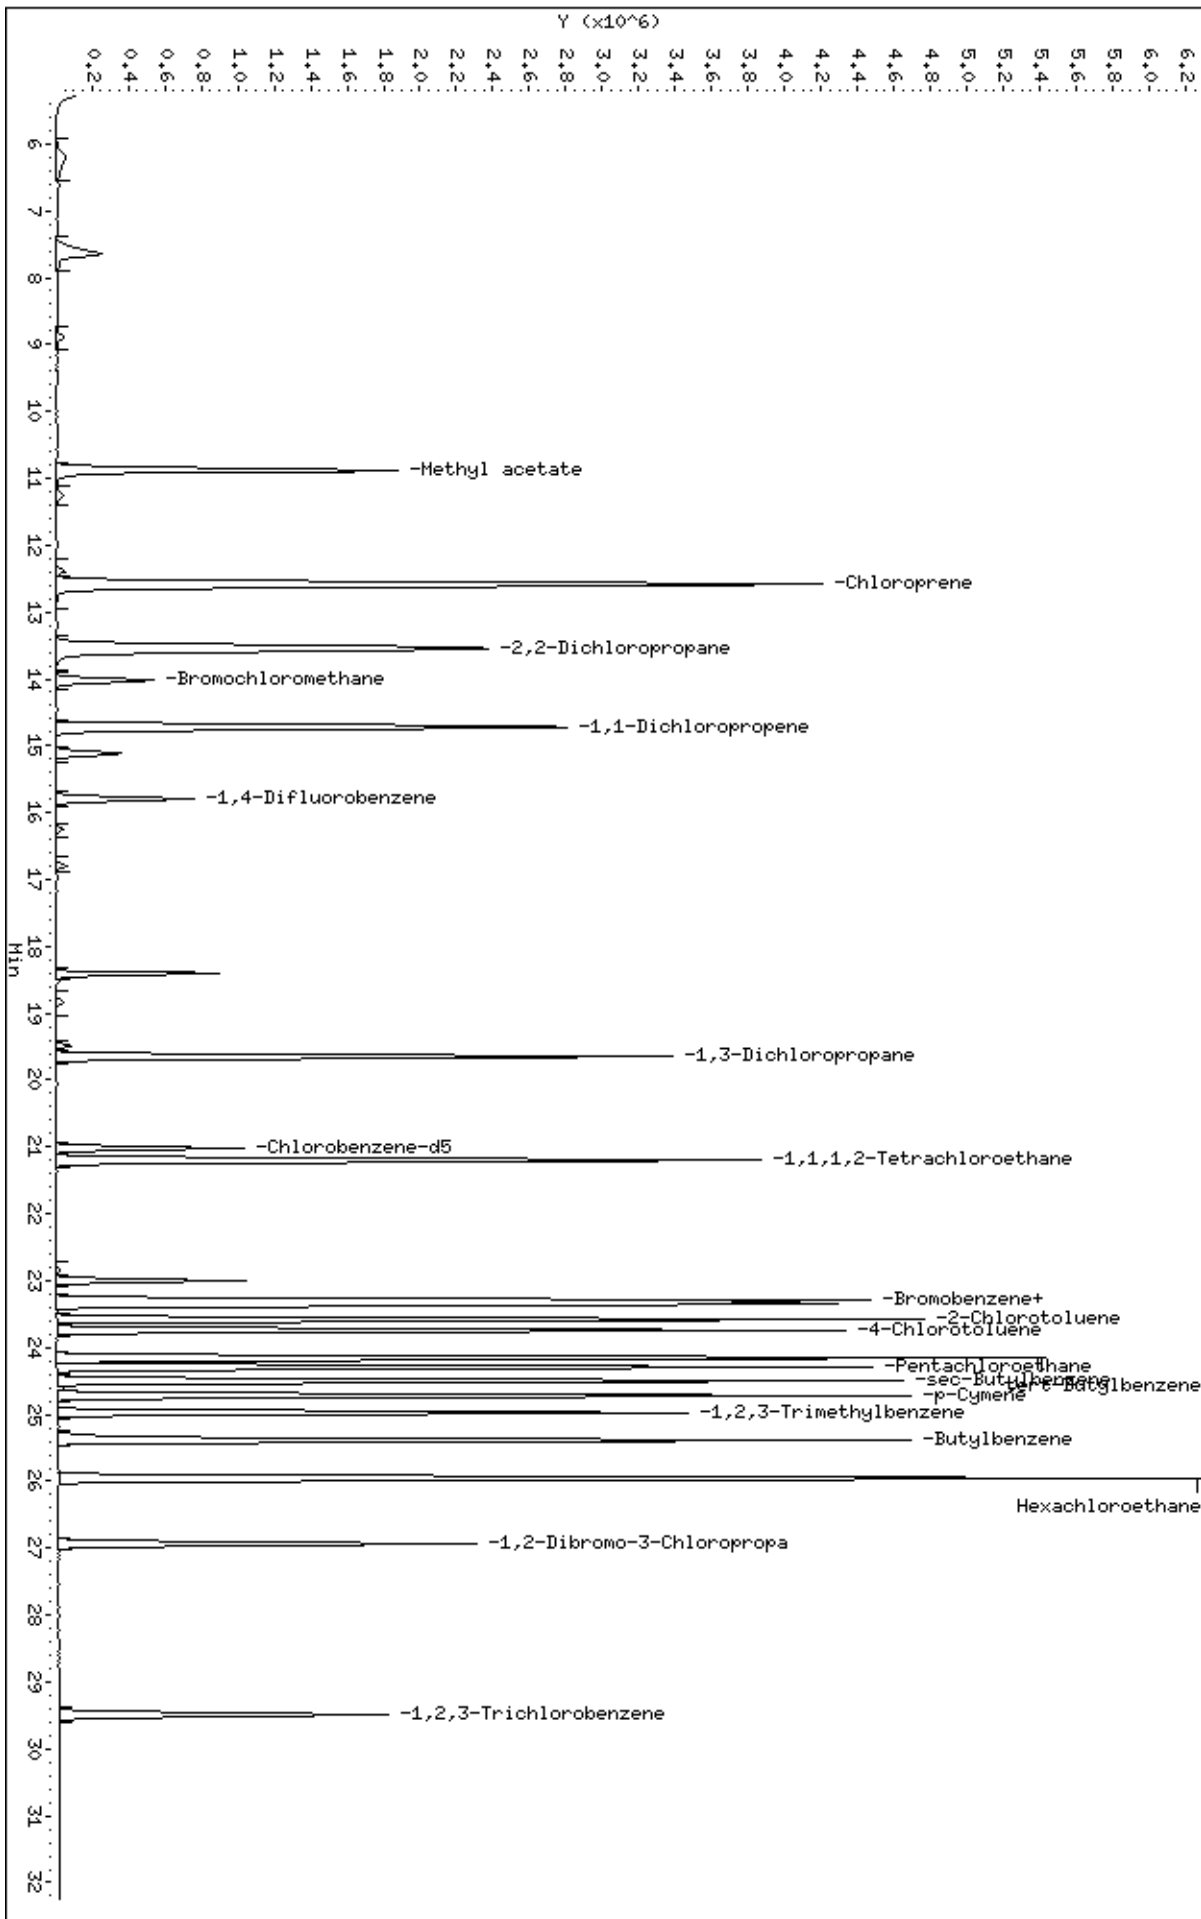 Y (x10^6)
0.2
0.4
0.6
0.8
1.0
1.2
1.4
1.6
1.8
2.0
2.2
2.4
2.6
2.8
3.0
3.2
3.4
3.6
3.8
4.0
4.2
4.4
4.6
4.8
5.0
5.2
5.4
5.6
5.8
6.0
6.2
6
7
8
9
10
-Methyl acetate
11
12
-Chloroprene
13
-2,2-Dichloropropane
-Bromochloromethane
14
-1,1-Dichloropropene
15
-1,4-Difluorobenzene
16
17
18
Min
19
-1,3-Dichloropropane
20
-Chlorobenzene-d5
21
-1,1,1,2-Tetrachloroethane
22
23
-Bromobenzene+
-2-Chlorotoluene
-4-Chlorotoluene
24
-Pentachloroethane
-sec-Butylbenzene
tert-Butylbenzene
-p-Cymene
-1,2,3-Trimethylbenzene
25
-Butylbenzene
26
Hexachloroethane
-1,2-Dibromo-3-Chloropropa
27
28
29
-1,2,3-Trichlorobenzene
30
31
32